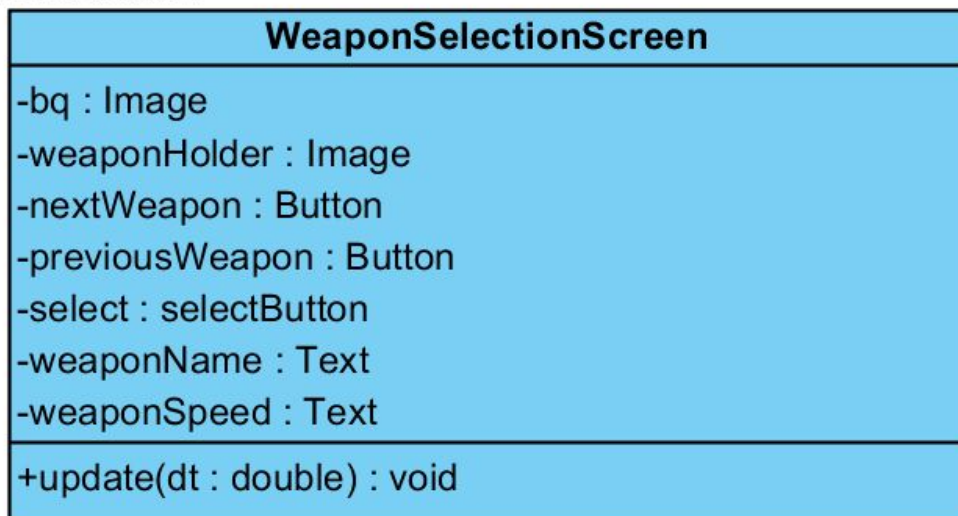 WeaponSelectionScreen
-bq : Image
-weaponHolder : Image
-nextWeapon : Button
-previousWeapon : Button
-select : selectButton
-weaponName : Text
-weaponSpeed : Text
+update(dt : double) : void